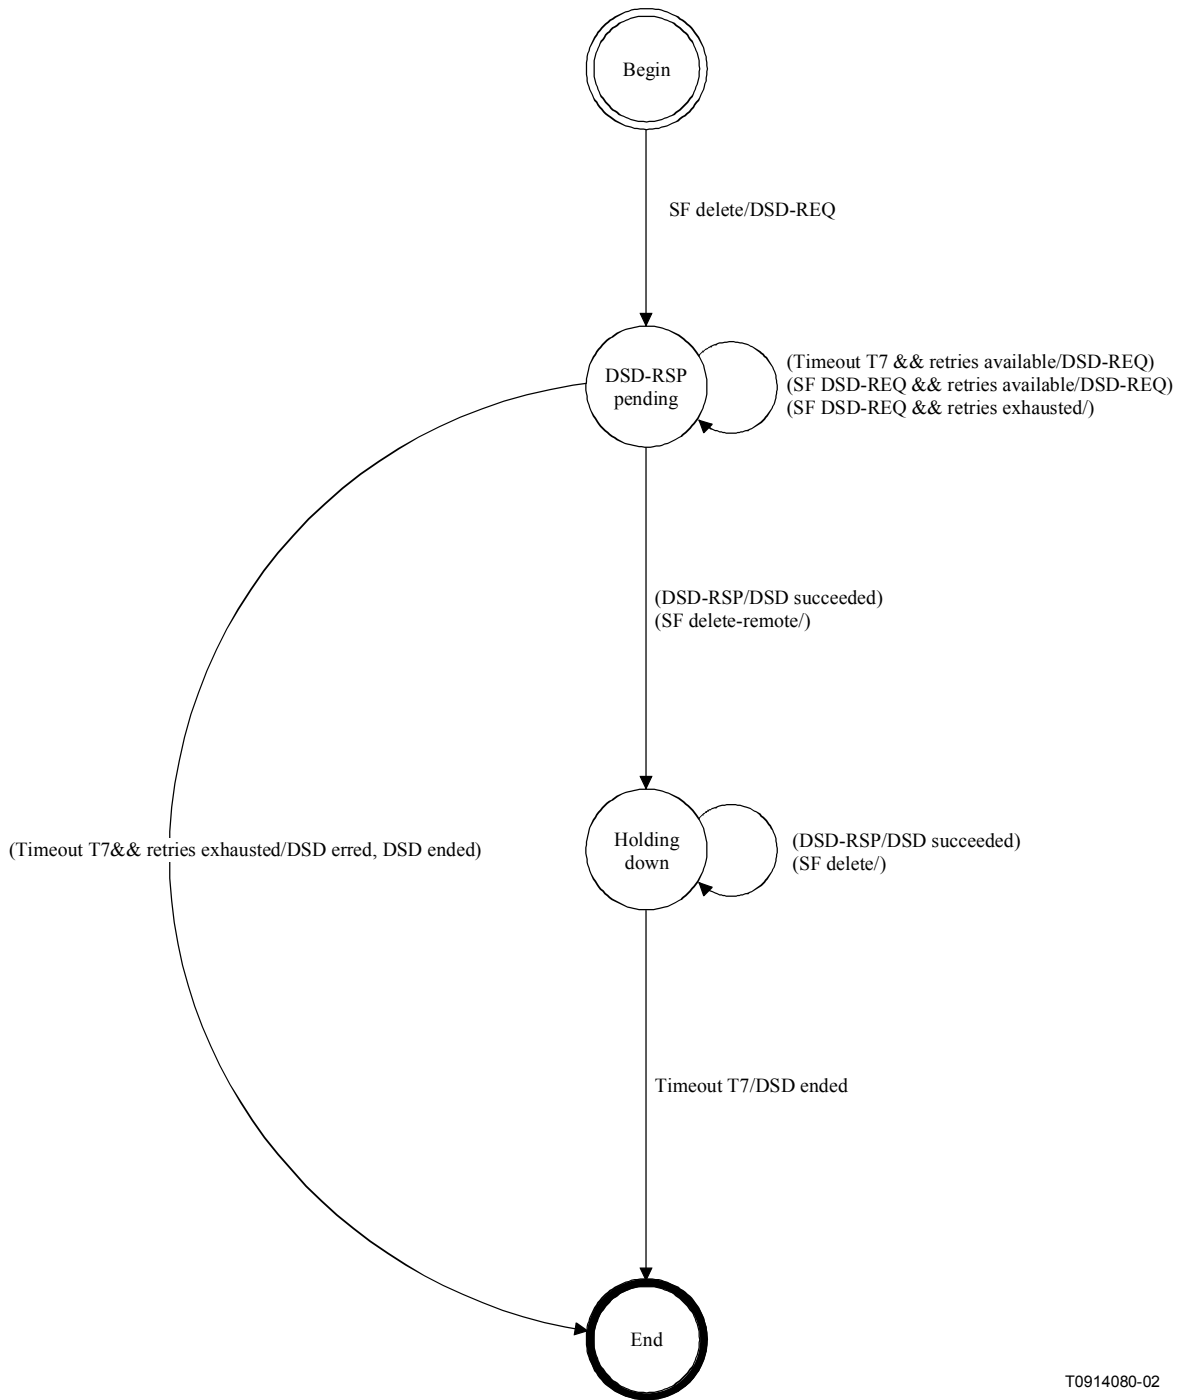 Begin
SF delete/DSD-REQ
DSD-RSP
pending
(Timeout T7 && retries available/DSD-REQ)
(SF DSD-REQ && retries available/DSD-REQ)
(SF DSD-REQ && retries exhausted/)
(DSD-RSP/DSD succeeded)
(SF delete-remote/)
Holding
down
(DSD-RSP/DSD succeeded)
(SF delete/)
(Timeout T7&& retries exhausted/DSD erred, DSD ended)
Timeout T7/DSD ended
End
T0914080-02